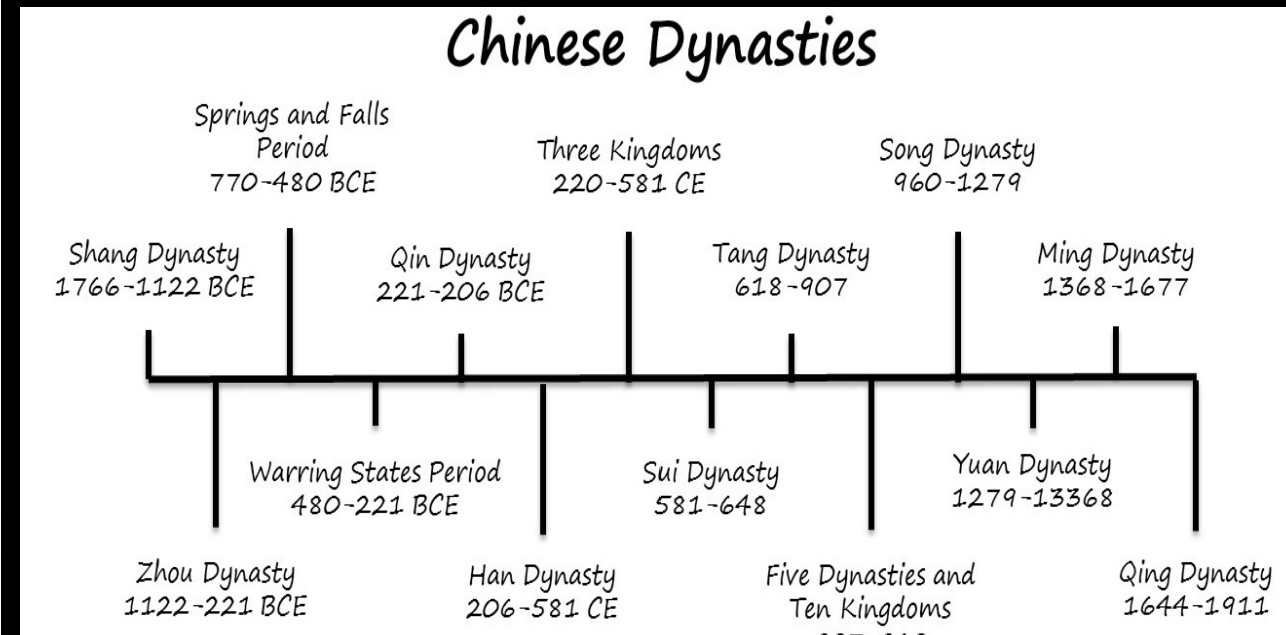 Chinese Dynasties
Springs and Falls
Period
770-480 BCE
Three Kingdoms
220-581 CE
Song Dynasty
960-1279
Shang Dynasty
1766-1122 BCE
Qin Dynasty
221-206 BCE
Tang Dynasty
618-907
Ming Dynasty
1368-1677
Warring States Period
480-221 BCE
Sui Dynasty
581-648
Yuan Dynasty
1279-13368
Zhou Dynasty
1122-221 BCE
Han Dynasty
206-581 CE
Five Dynasties and
Ten Kingdoms
Qing Dynasty
1644-1911